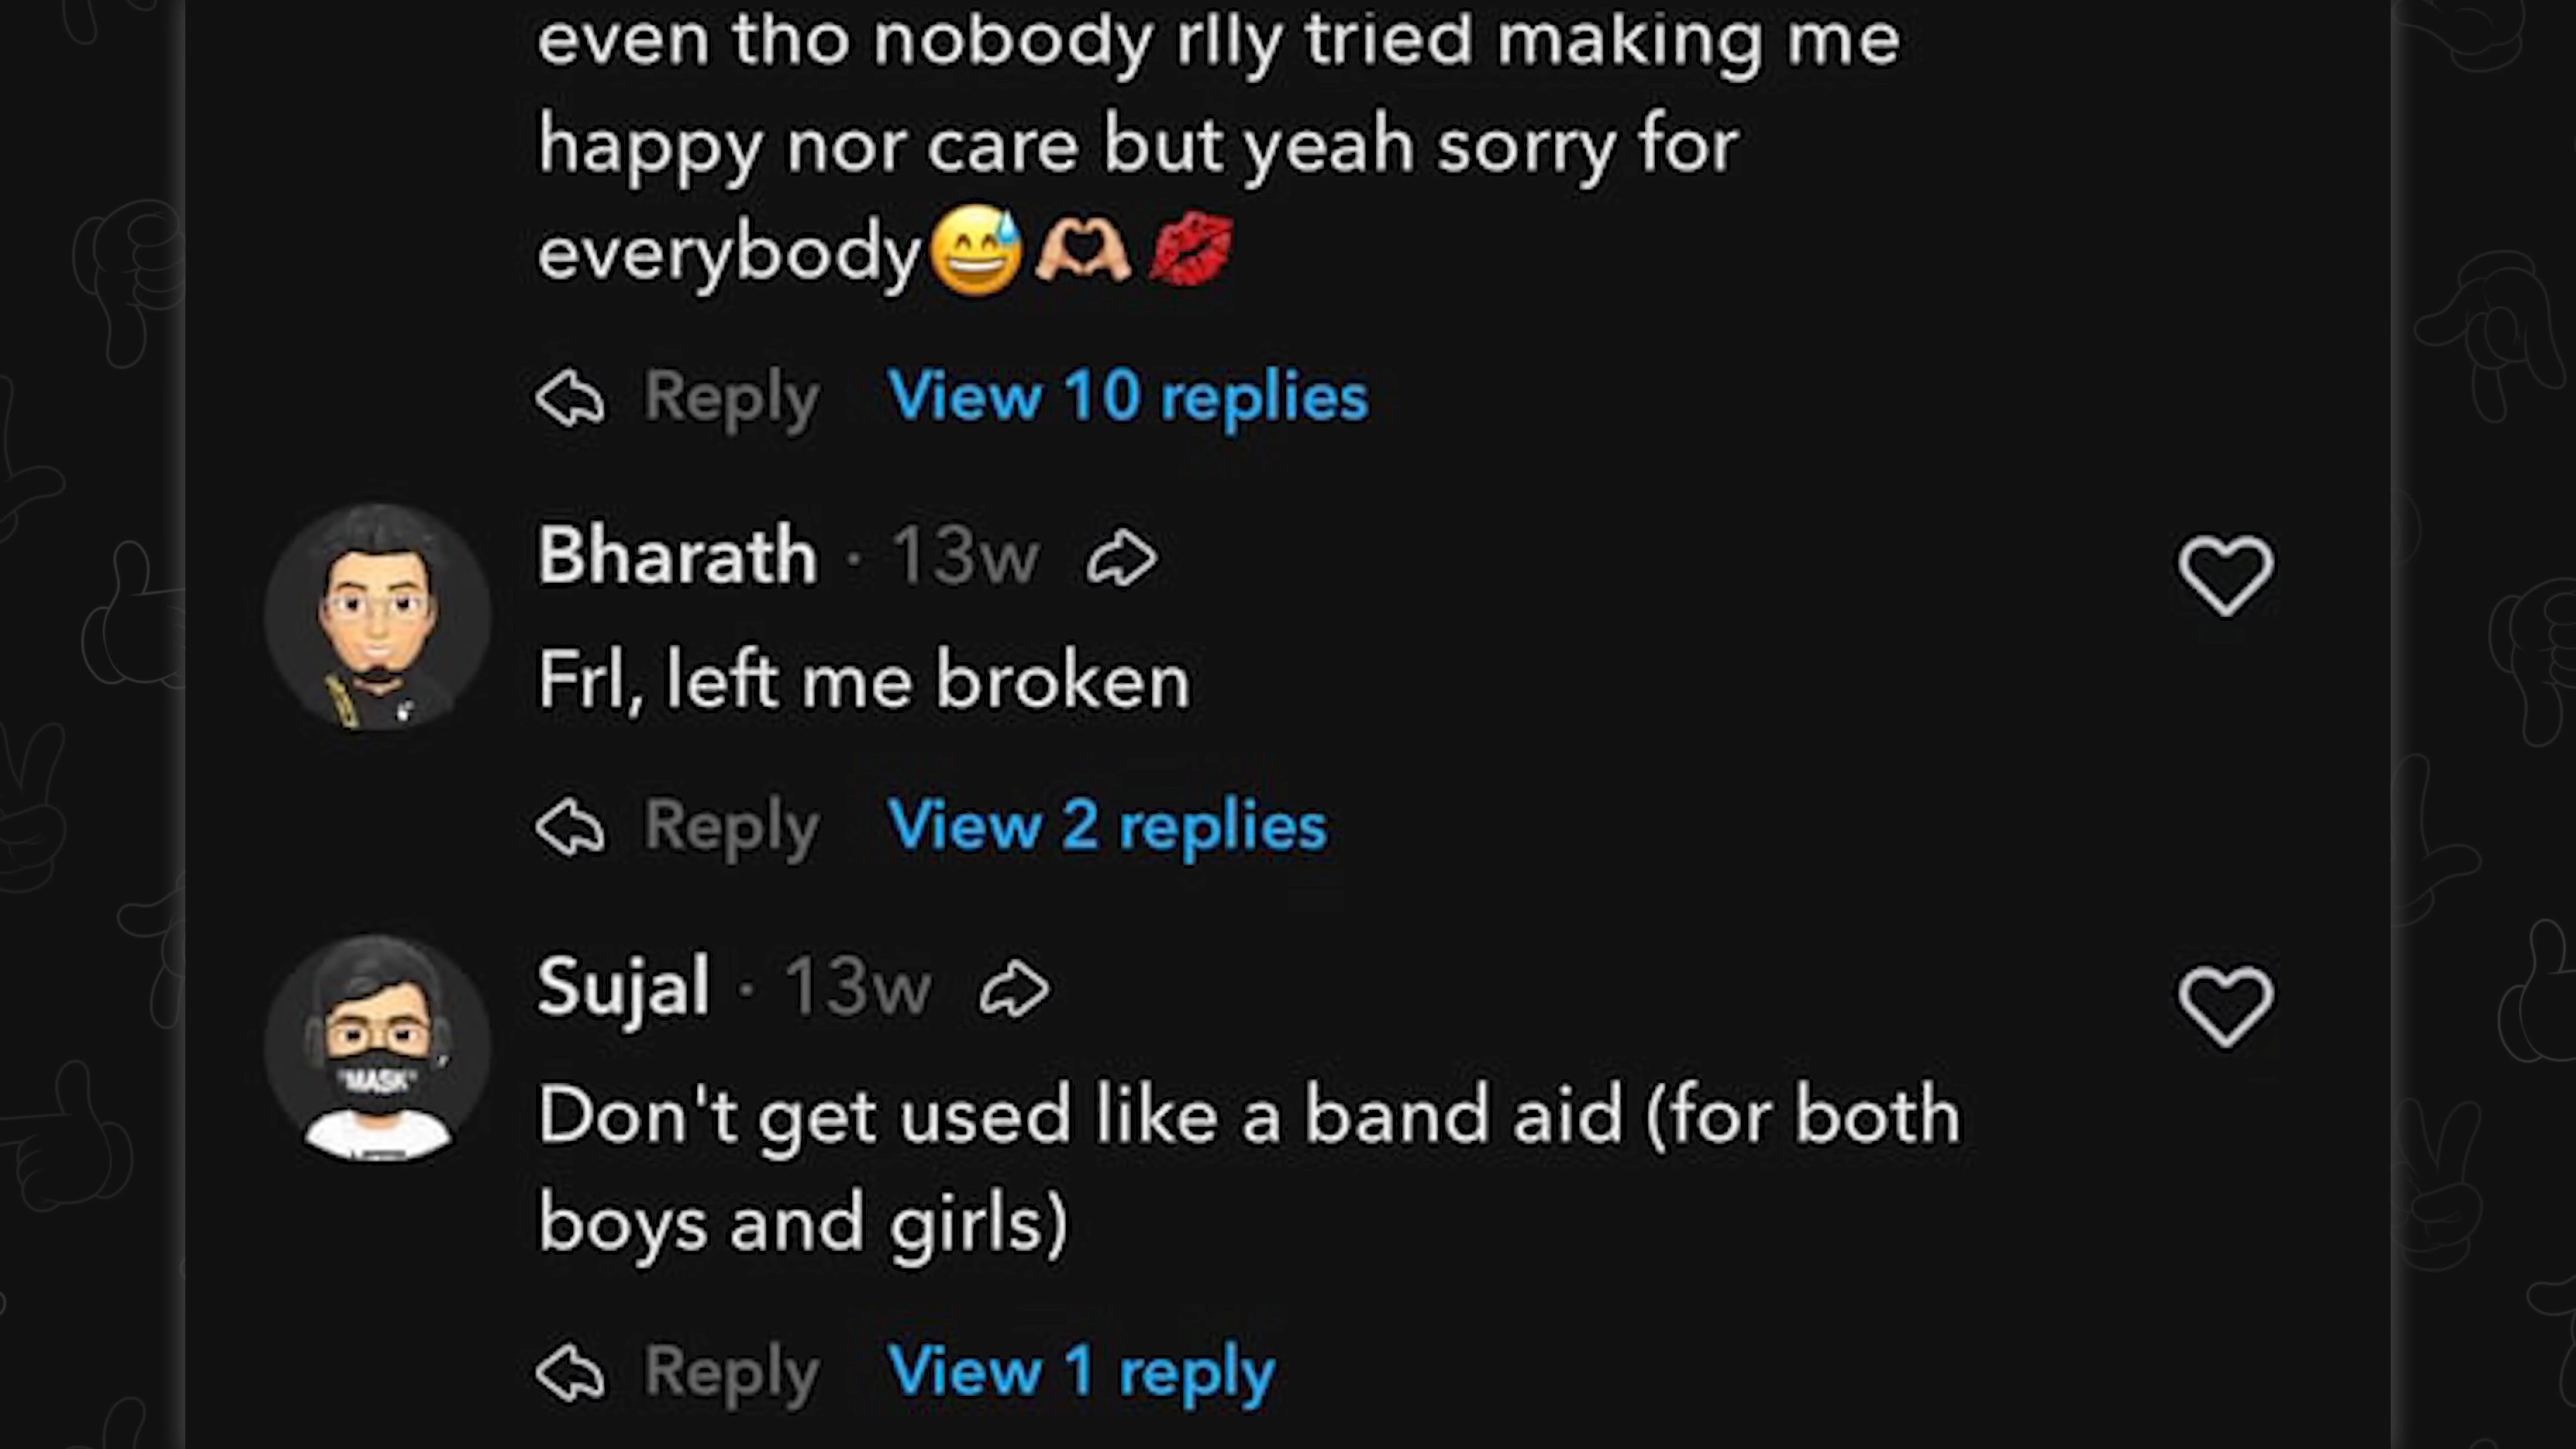 even tho nobody rlly tried making me
happy nor care but yeah sorry for
everybody😅🫶🏼💋
Reply View 10 replies
Bharath · 13w
Frl, left me broken
Reply View 2 replies
Sujal · 13w
"MASK"
Don't get used like a band aid (for both
boys and girls)
Reply View 1 reply